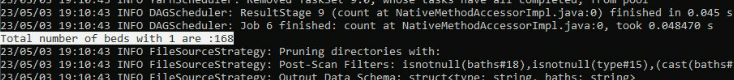 23/05/03 19:10:43 INFO YarnScheduler: Removed TaskSet 9.0, whose tasks have all completed, from pool
23/05/03 19:10:43 INFO DAGScheduler: ResultStage 9 (count at NativeMethodAccessorImpl.java:0) finished in 0.045 s
23/05/03 19:10:43 INFO DAGScheduler: Job 6 finished: count at NativeMethodAccessorImpl.java:0, took 0.048470 s
Total number of beds with 1 are :168
23/05/03 19:10:43 INFO FileSourceStrategy: Pruning directories with:
23/05/03 19:10:43 INFO FileSourceStrategy: Post-Scan Filters: isnotnull(baths#18),isnotnull(type#15),(cast(baths#
23/05/03 19:10:43 INFO FileSourceStrategy: Output Data Schema: struct<type: string, baths: string>